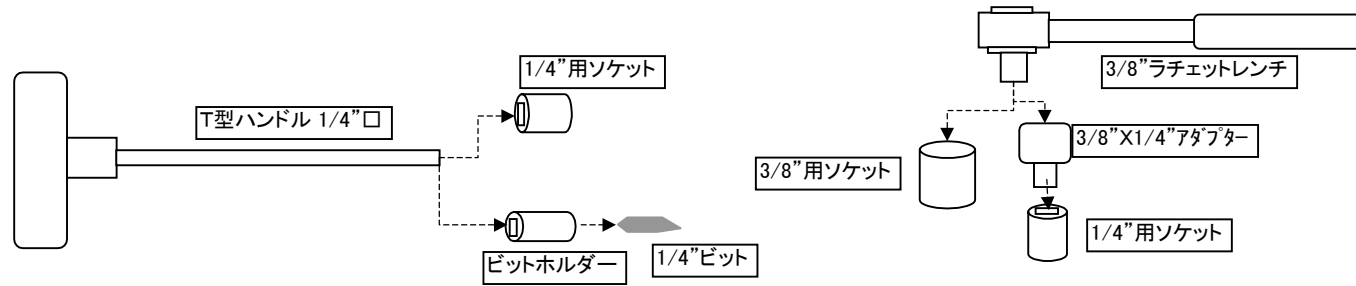 T型ハンドル 1/4”□
1/4”用ソケット
ビットホルダー
1/4”ビット
3/8”ラチェットレンチ
3/8”用ソケット
3/8”X1/4”ｱﾀﾞﾌﾟﾀｰ
1/4”用ソケット